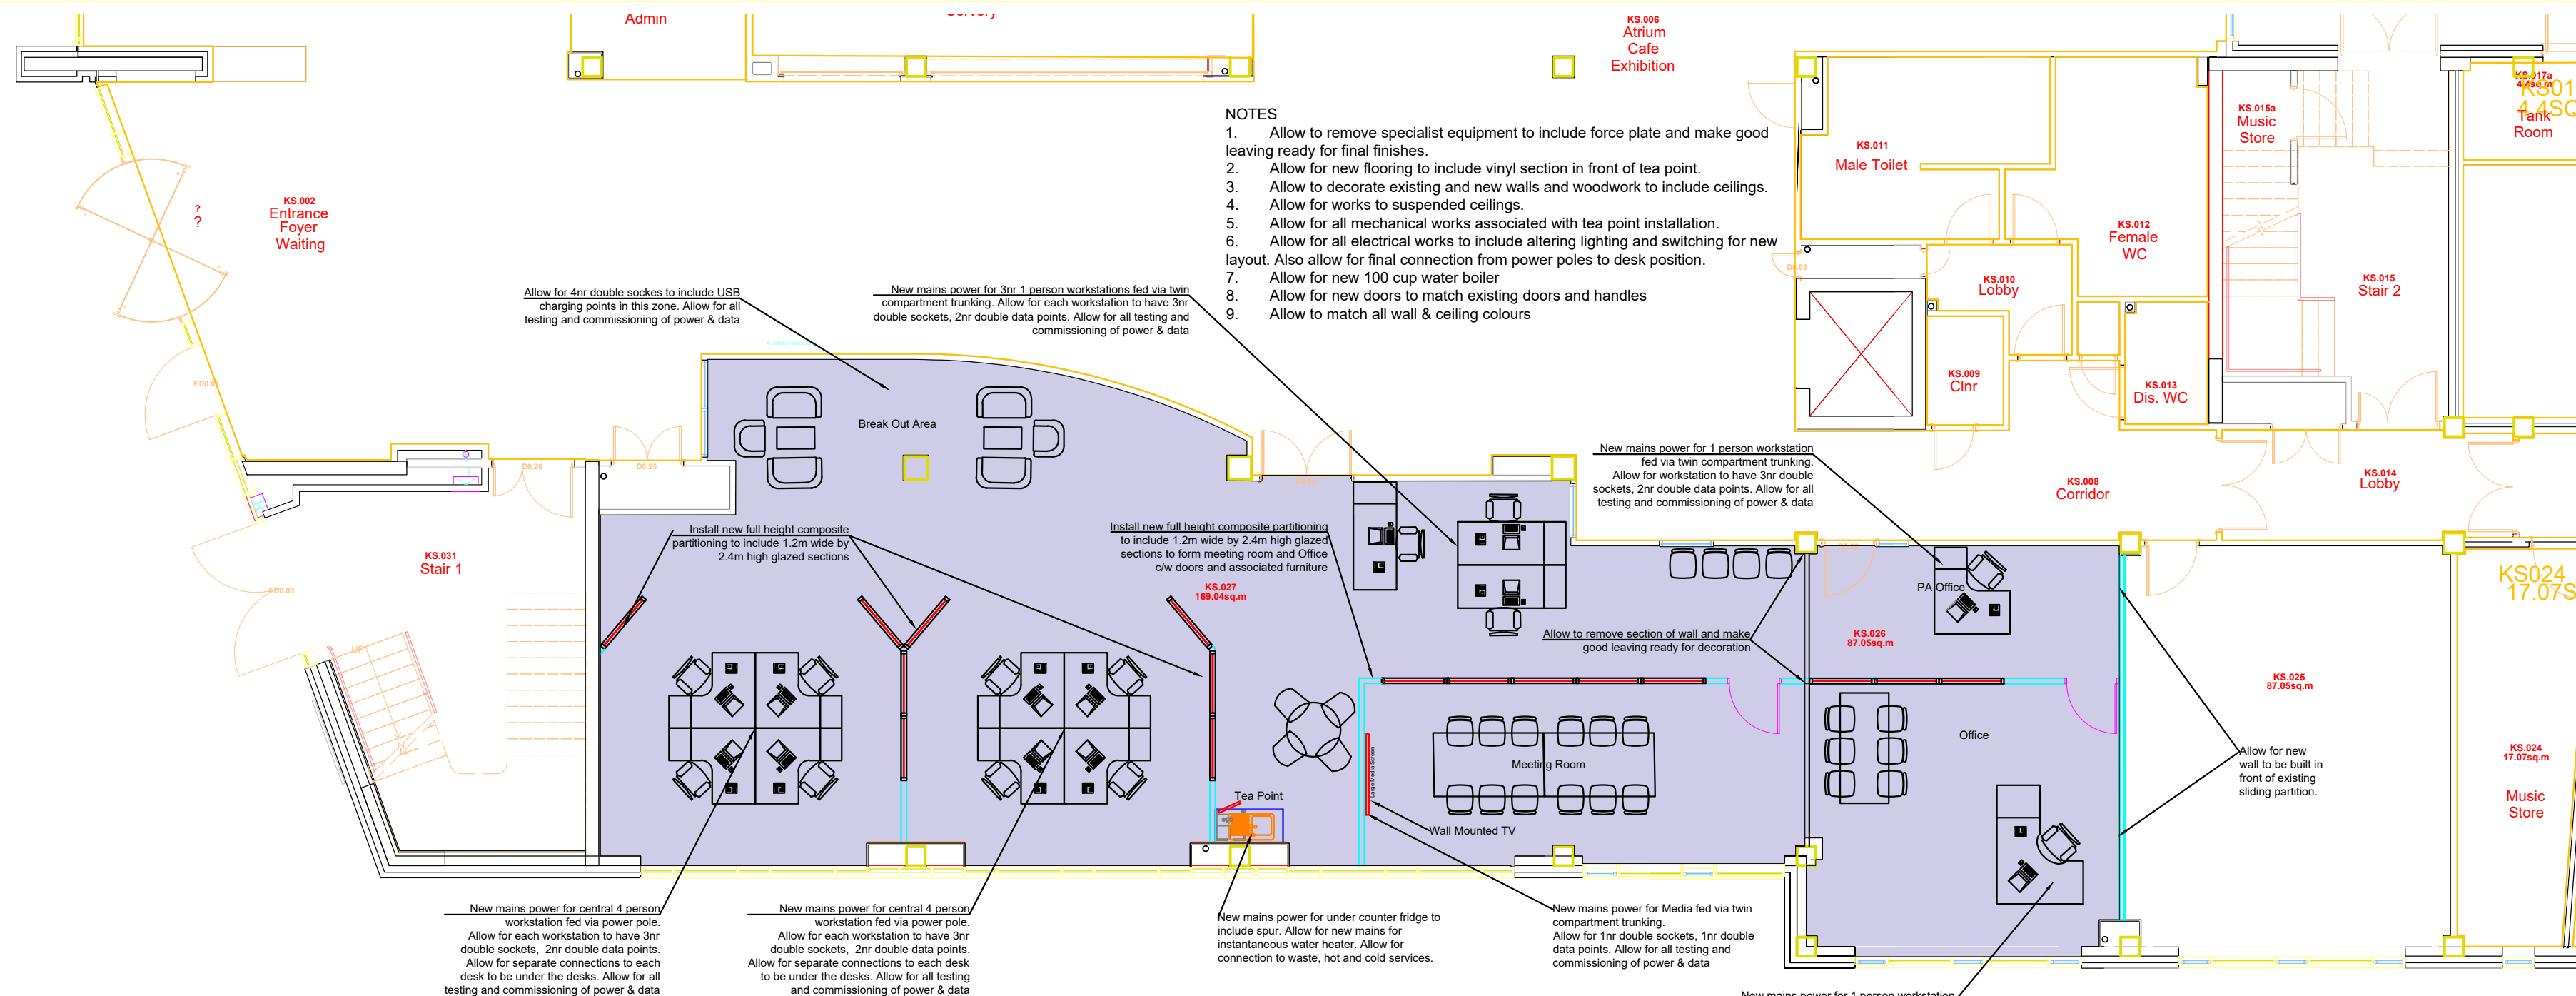 Admin
KS.006
Atrium
Cafe
Exhibition
KS.017a
Tank
Room
KS.015a
Music
Store
KS.011
Male Toilet
KS.012
Female
WC
KS.010
Lobby
KS.015
Stair 2
KS.009
Clnr
KS.013
Dis. WC
D0.03
KS.002
Entrance
Foyer
Waiting
?
?
NOTES
1. Allow to remove specialist equipment to include force plate and make good
leaving ready for final finishes.
2. Allow for new flooring to include vinyl section in front of tea point.
3. Allow to decorate existing and new walls and woodwork to include ceilings.
4. Allow for works to suspended ceilings.
5. Allow for all mechanical works associated with tea point installation.
6. Allow for all electrical works to include altering lighting and switching for new
layout. Also allow for final connection from power poles to desk position.
7. Allow for new 100 cup water boiler
8. Allow for new doors to match existing doors and handles
9. Allow to match all wall & ceiling colours
Allow for 4nr double sockes to include USB
charging points in this zone. Allow for all
testing and commissioning of power & data
New mains power for 3nr 1 person workstations fed via twin
compartment trunking. Allow for each workstation to have 3nr
double sockets, 2nr double data points. Allow for all testing and
commissioning of power & data
Break Out Area
D0.26
D0.25
ED0.03
UP
KS.031
Stair 1
New mains power for 1 person workstation
fed via twin compartment trunking.
Allow for workstation to have 3nr double
sockets, 2nr double data points. Allow for all
testing and commissioning of power & data
KS.008
Corridor
KS.014
Lobby
Install new full height composite
partitioning to include 1.2m wide by
2.4m high glazed sections
Install new full height composite partitioning
to include 1.2m wide by 2.4m high glazed
sections to form meeting room and Office
c/w doors and associated furniture
KS.027
169.04sq.m
Allow to remove section of wall and make
good leaving ready for decoration
PA Office
KS.026
87.05sq.m
KS.025
87.05sq.m
KS024
KS.024
17.07sq.m
Music
Store
Office
Meeting Room
Large Media Screen
Wall Mounted TV
Tea Point
Allow for new
wall to be built in
front of existing
sliding partition.
New mains power for central 4 person
workstation fed via power pole.
Allow for each workstation to have 3nr
double sockets, 2nr double data points.
Allow for separate connections to each
desk to be under the desks. Allow for all
testing and commissioning of power & data
New mains power for central 4 person
workstation fed via power pole.
Allow for each workstation to have 3nr
double sockets, 2nr double data points.
Allow for separate connections to each desk
to be under the desks. Allow for all testing
and commissioning of power & data
New mains power for under counter fridge to
include spur. Allow for new mains for
instantaneous water heater. Allow for
connection to waste, hot and cold services.
New mains power for Media fed via twin
compartment trunking.
Allow for 1nr double sockets, 1nr double
data points. Allow for all testing and
commissioning of power & data
New mains power for 1 person workstation